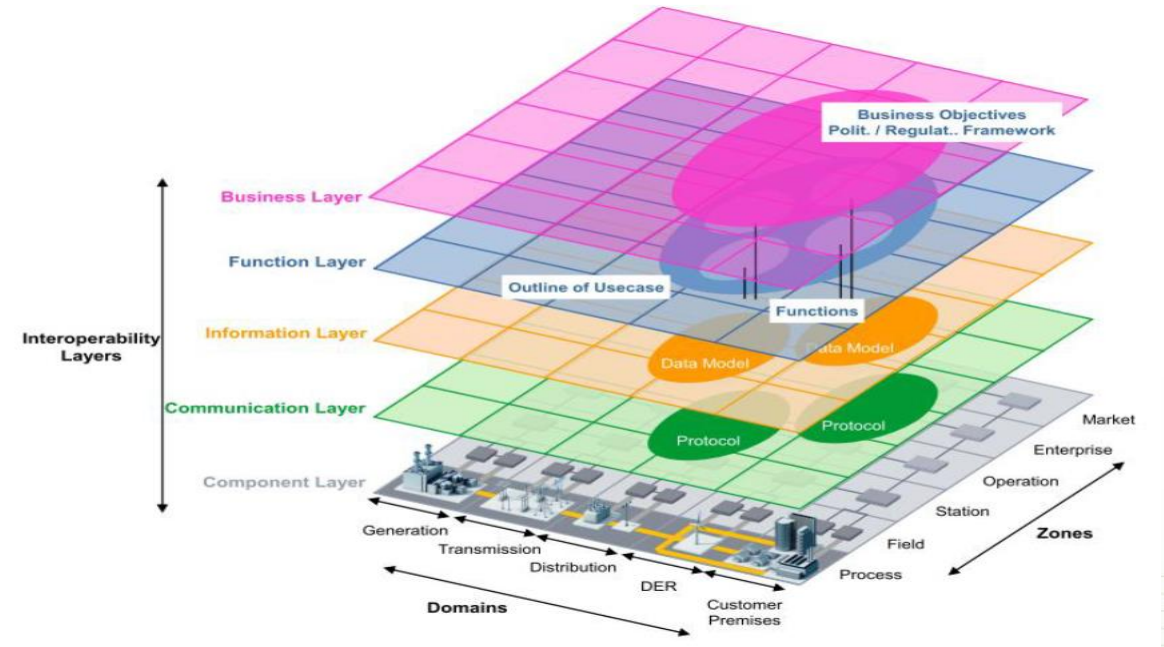 Business Objectives
Polit. / Regulat.. Framework
Business Layer
Function Layer
Outline of Usecase
Functions
Information Layer
Interoperability
Layers
Data Model
Data Model
Communication Layer
Protocol
Protocol
Component Layer
Market
Enterprise
Operation
Station
Field
Process
Zones
Generation
Transmission
Distribution
DER
Customer
Premises
Domains